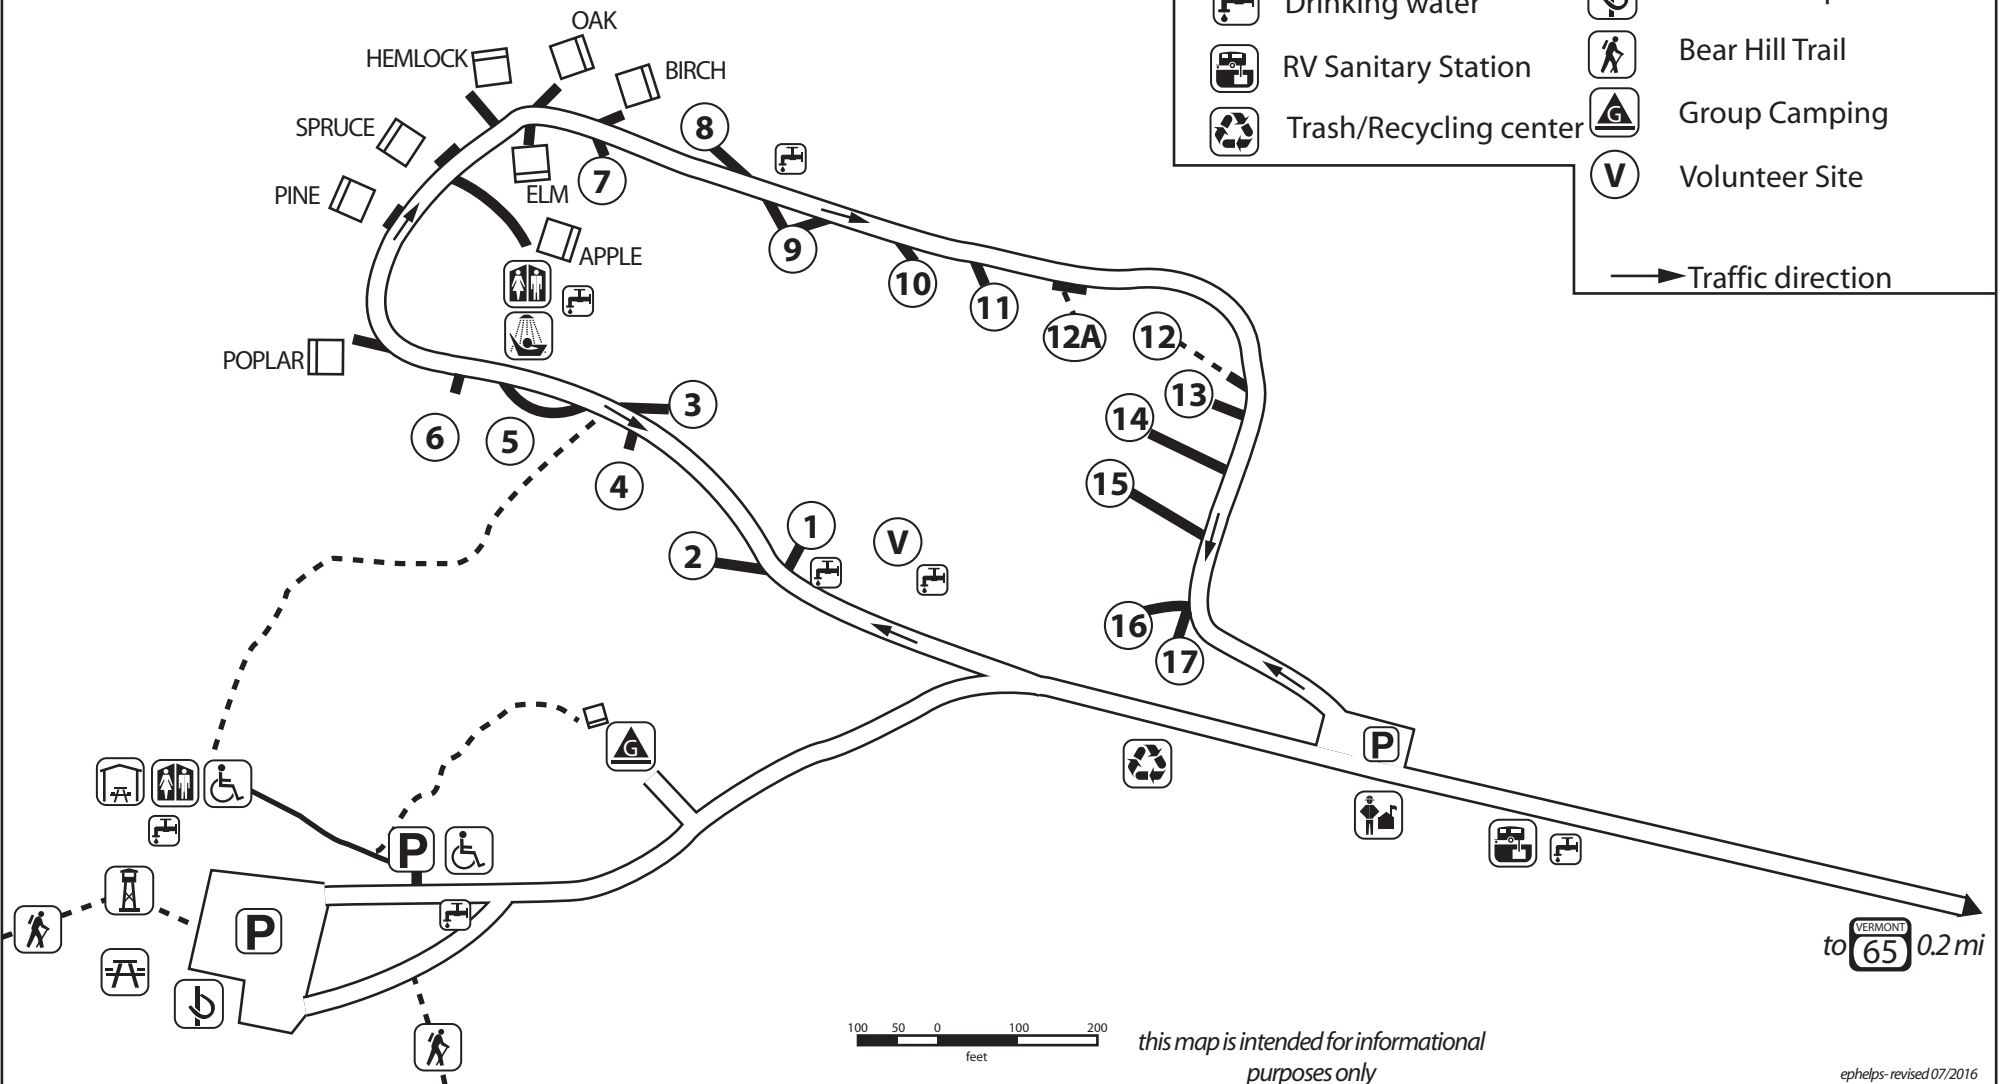 Drinking water
RV Sanitary Station
Bear Hill Trail
Trash/Recycling center
G
Group Camping
V
Volunteer Site
Traffic direction
OAK
HEMLOCK
BIRCH
SPRUCE
8
PINE
ELM
7
APPLE
9
10
11
12A
12
POPLAR
13
3
14
6
5
4
15
1
V
2
16
17
G
P
P
P
to
VERMONT
65
0.2 mi
100 50 0 100 200
feet
this map is intended for informational
purposes only
ephelps- revised 07/2016